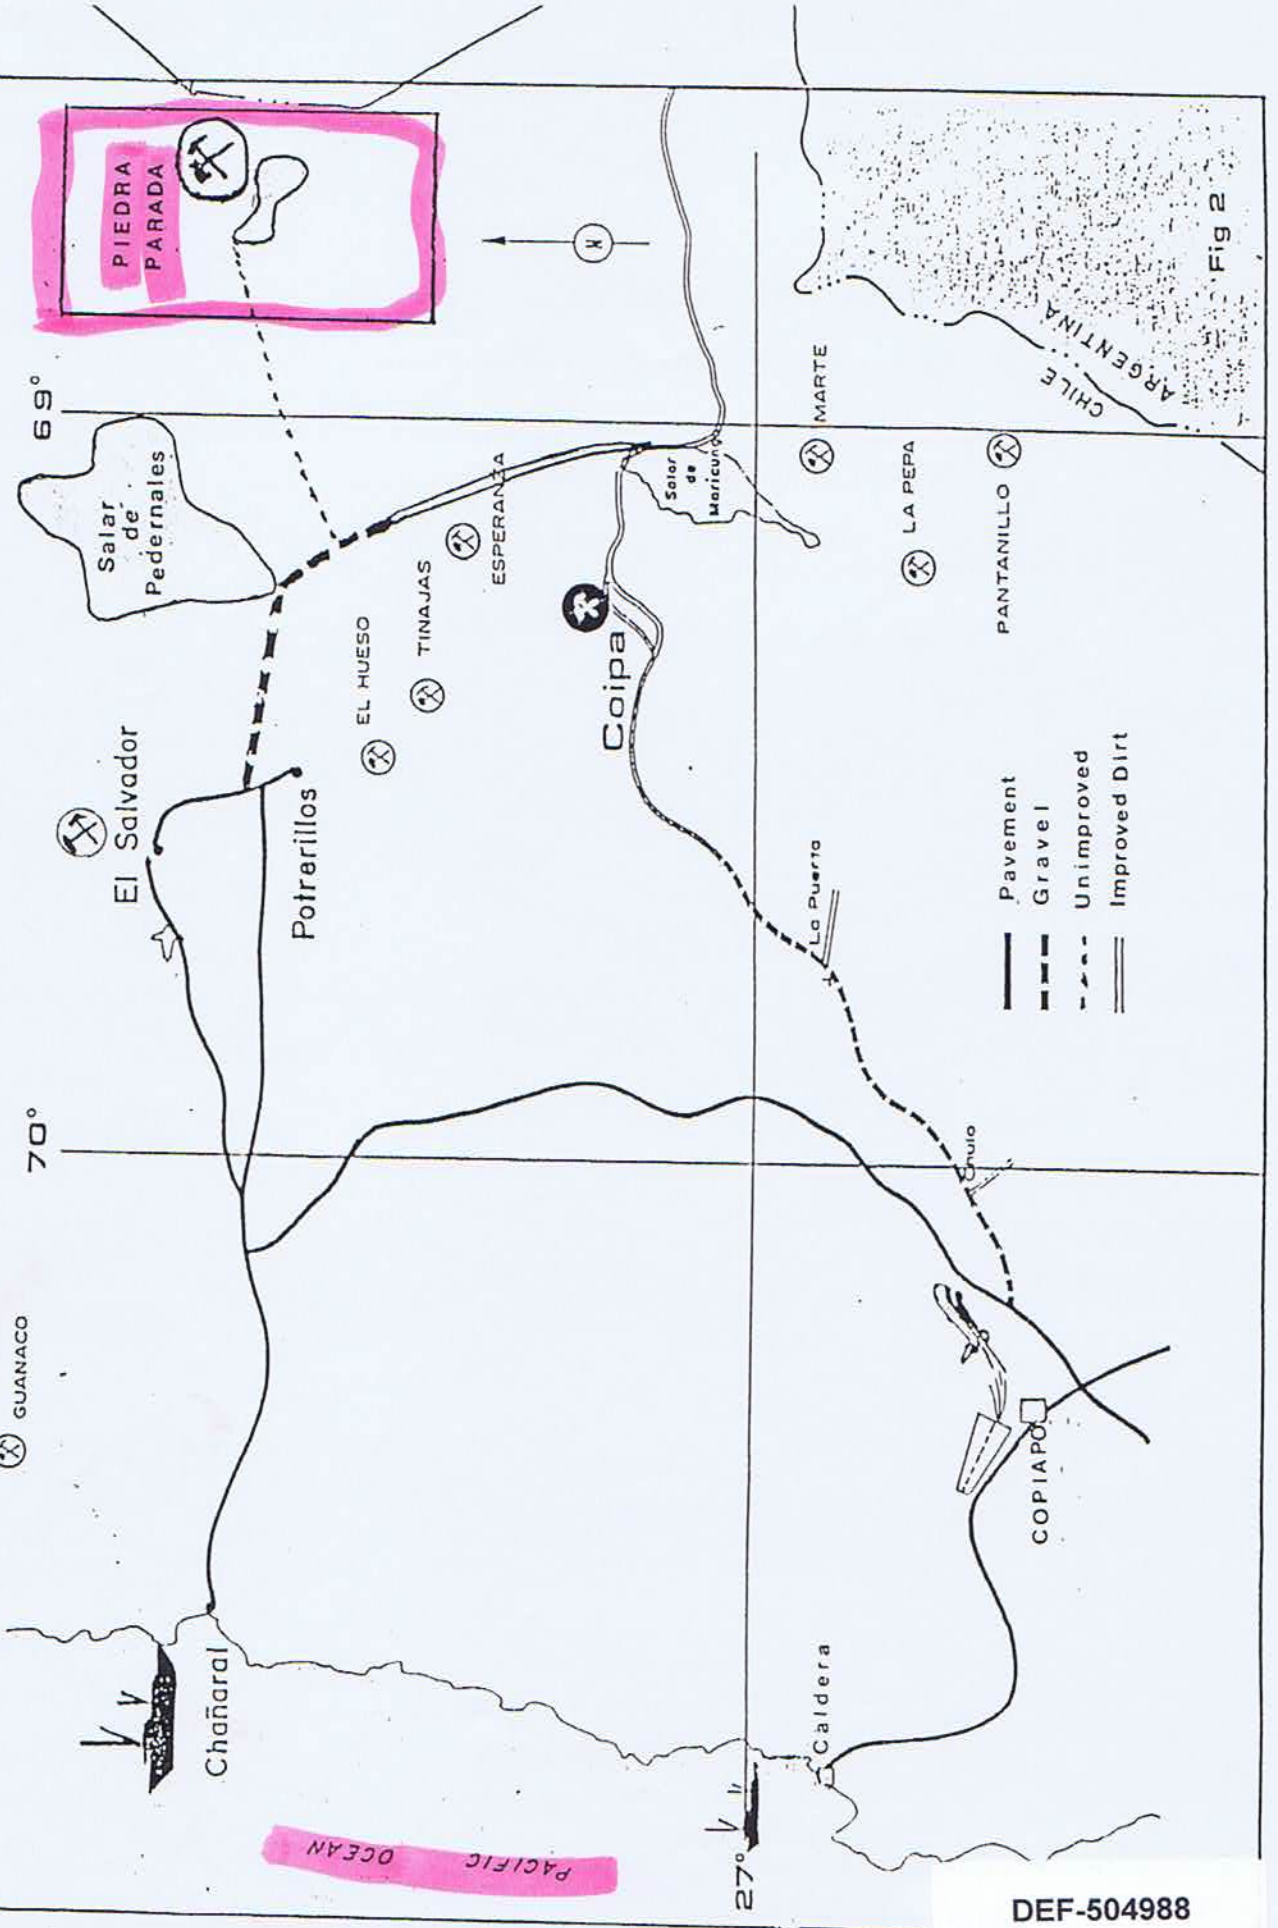 70°
69°
GUANACO
El Salvador
Salar
de
Pedernales
PIEDRA
PARADA
Chañaral
Potrerillos
EL HUESO
TINAJAS
ESPERANZA
PACIFIC
OCEAN
N
Coipa
Salar
de
Maricunga
27°
Caldera
La Puerta
MARTE
LA PEPA
PANTANILLO
COPIAPO
Pavement
Gravel
Unimproved
Improved Dirt
CHILE
ARGENTINA
Fig 2
DEF-504988